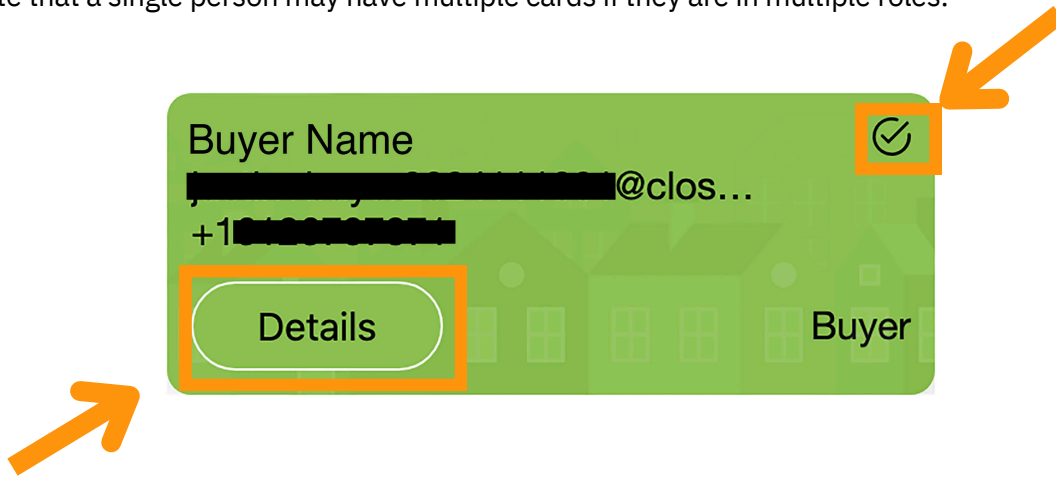 te that a single person may have multiple cards if they are in multiple roles.
Buyer Name
@clos...
+1
Details
Buyer